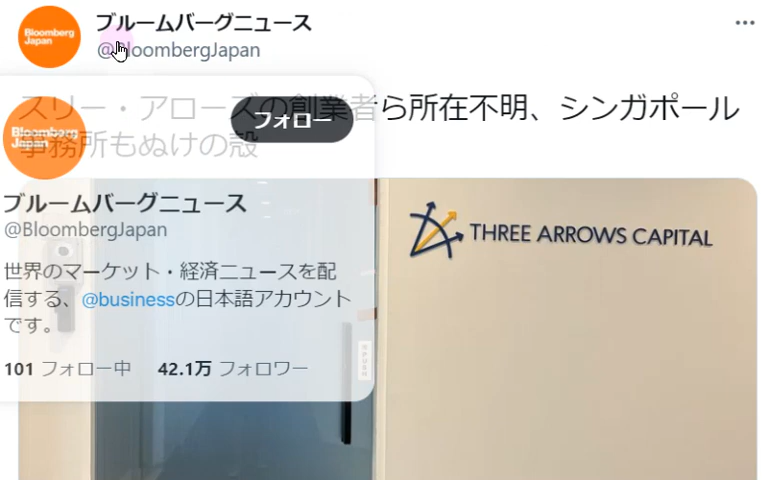 Bloomberg
Japan
ブルームバーグニュース
@BloombergJapan
スリー・アローズの創業者ら所在不明、シンガポール
事務所もぬけの殻
Bloomberg
Japan
フォロー
ブルームバーグニュース
@BloombergJapan
世界のマーケット・経済ニュースを配
信する、@businessの日本語アカウント
です。
101 フォロー中 42.1万 フォロワー
THREE ARROWS CAPITAL